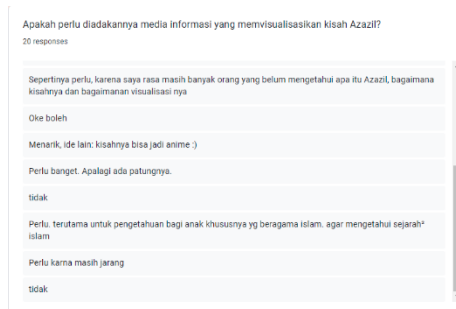 Apakah perlu diadakannya media informasi yang memvisualisasikan kisah Azazil?
20 responses
Sepertinya perlu, karena saya rasa masih banyak orang yang belum mengetahui apa itu Azazil, bagaimana
kisahnya dan bagaimanan visualisasi nya
Oke boleh
Menarik, ide lain: kisahnya bisa jadi anime :)
Perlu banget. Apalagi ada patungnya.
tidak
Perlu. terutama untuk pengetahuan bagi anak khususnya yg beragama islam. agar mengetahui sejarah²
islam
Perlu karna masih jarang
tidak